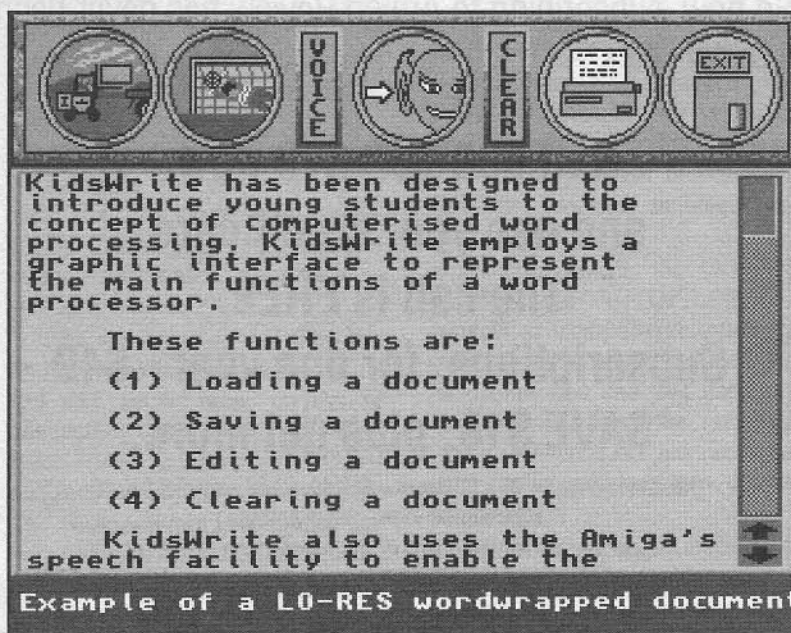 VOICE
CLEAR
EXIT
KidsWrite has been designed to
introduce young students to the
concept of computerised word
processing. KidsWrite employs a
graphic interface to represent
the main functions of a word
processor.
These functions are:
(1) Loading a document
(2) Saving a document
(3) Editing a document
(4) Clearing a document
KidsWrite also uses the Amiga's
speech facility to enable the
Example of a LO-RES wordwrapped document